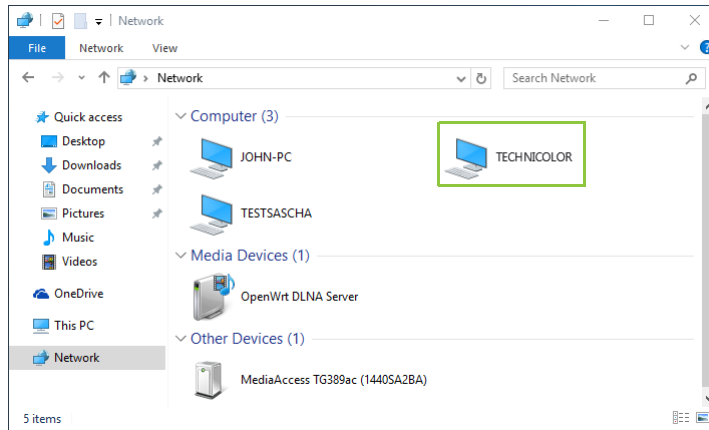 Network
File Network View
Network Search Network
Quick access
Desktop
Downloads
Documents
Pictures
Music
Videos
OneDrive
This PC
Network
Computer (3)
JOHN-PC TECHNICOLOR
TESTSASCHA
Media Devices (1)
OpenWrt DLNA Server
Other Devices (1)
MediaAccess TG389ac (1440SA2BA)
5 items